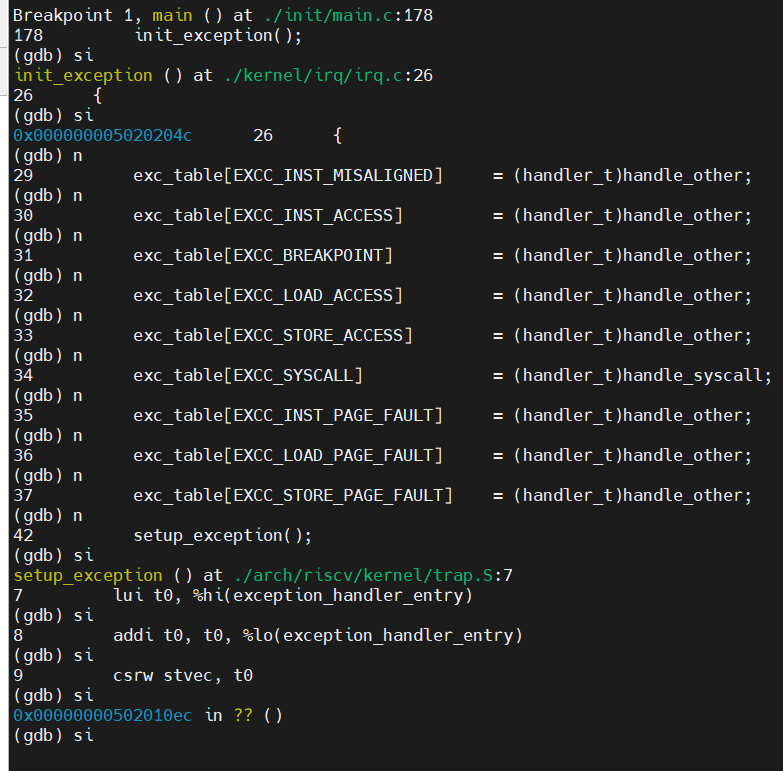 Breakpoint 1, main () at ./init/main.c:178
178         init_exception();
(gdb) si
init_exception () at ./kernel/irq/irq.c:26
26      {
(gdb) si
0x000000005020204c      26      {
(gdb) n
29          exc_table[EXCC_INST_MISALIGNED]     = (handler_t)handle_other;
(gdb) n
30          exc_table[EXCC_INST_ACCESS]         = (handler_t)handle_other;
(gdb) n
31          exc_table[EXCC_BREAKPOINT]          = (handler_t)handle_other;
(gdb) n
32          exc_table[EXCC_LOAD_ACCESS]         = (handler_t)handle_other;
(gdb) n
33          exc_table[EXCC_STORE_ACCESS]        = (handler_t)handle_other;
(gdb) n
34          exc_table[EXCC_SYSCALL]             = (handler_t)handle_syscall;
(gdb) n
35          exc_table[EXCC_INST_PAGE_FAULT]     = (handler_t)handle_other;
(gdb) n
36          exc_table[EXCC_LOAD_PAGE_FAULT]     = (handler_t)handle_other;
(gdb) n
37          exc_table[EXCC_STORE_PAGE_FAULT]    = (handler_t)handle_other;
(gdb) n
42          setup_exception();
(gdb) si
setup_exception () at ./arch/riscv/kernel/trap.S:7
7         lui t0, %hi(exception_handler_entry)
(gdb) si
8         addi t0, t0, %lo(exception_handler_entry)
(gdb) si
9         csrw stvec, t0
(gdb) si
0x00000000502010ec in ?? ()
(gdb) si